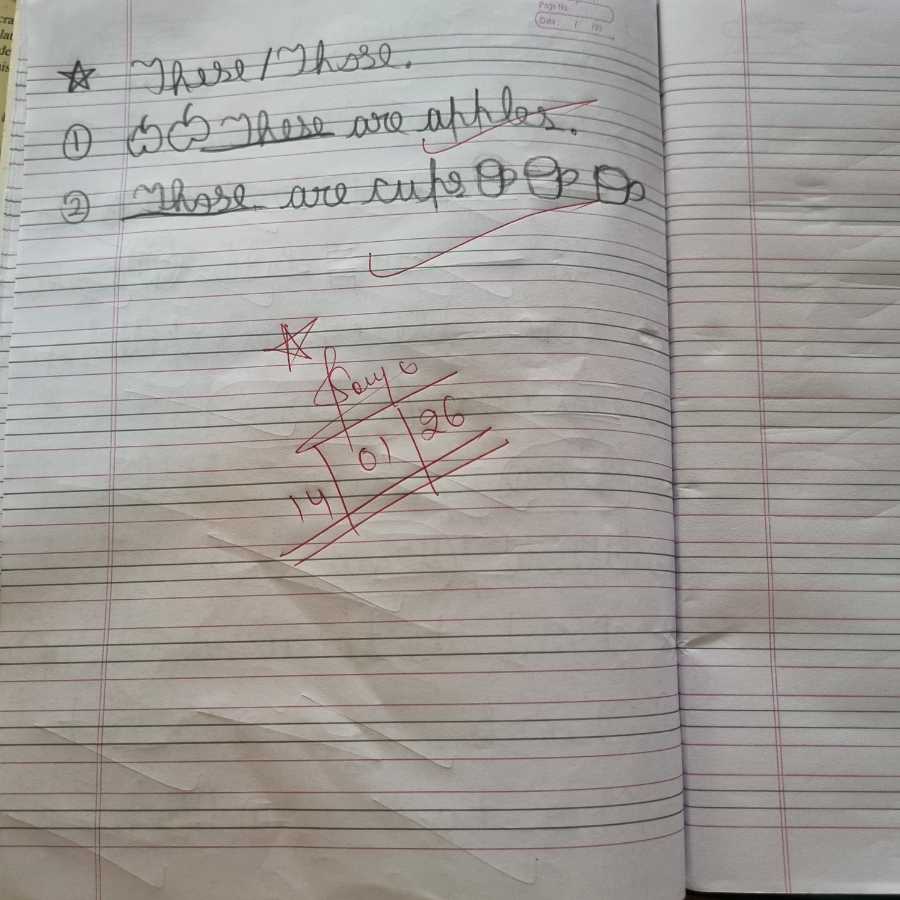 Page No.
Date
These/Those.
① These are apples.
② Those are cups
14 01 26